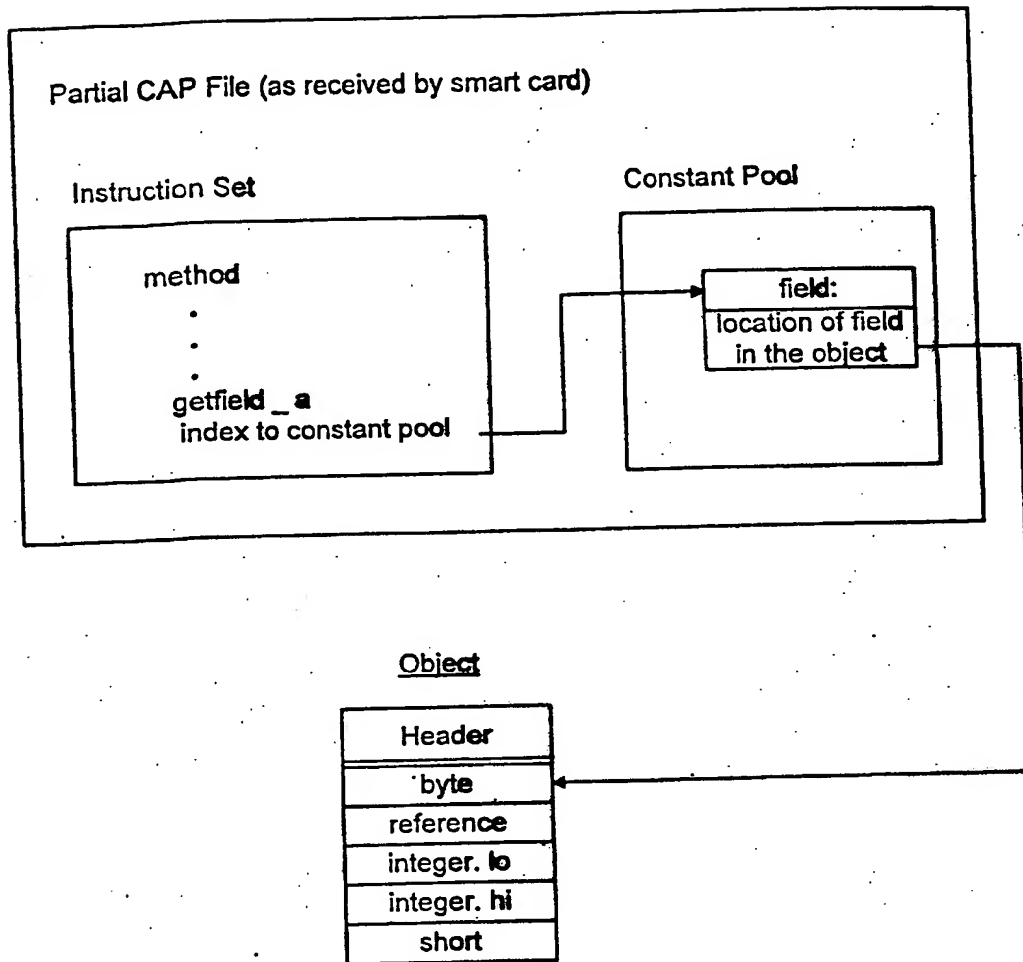 Partial CAP File (as received by smart card)
Instruction Set
method
.
.
.
getfield _ a
index to constant pool
Constant Pool
field:
location of field
in the object
Object
Header
byte
reference
integer. lo
integer. hi
short